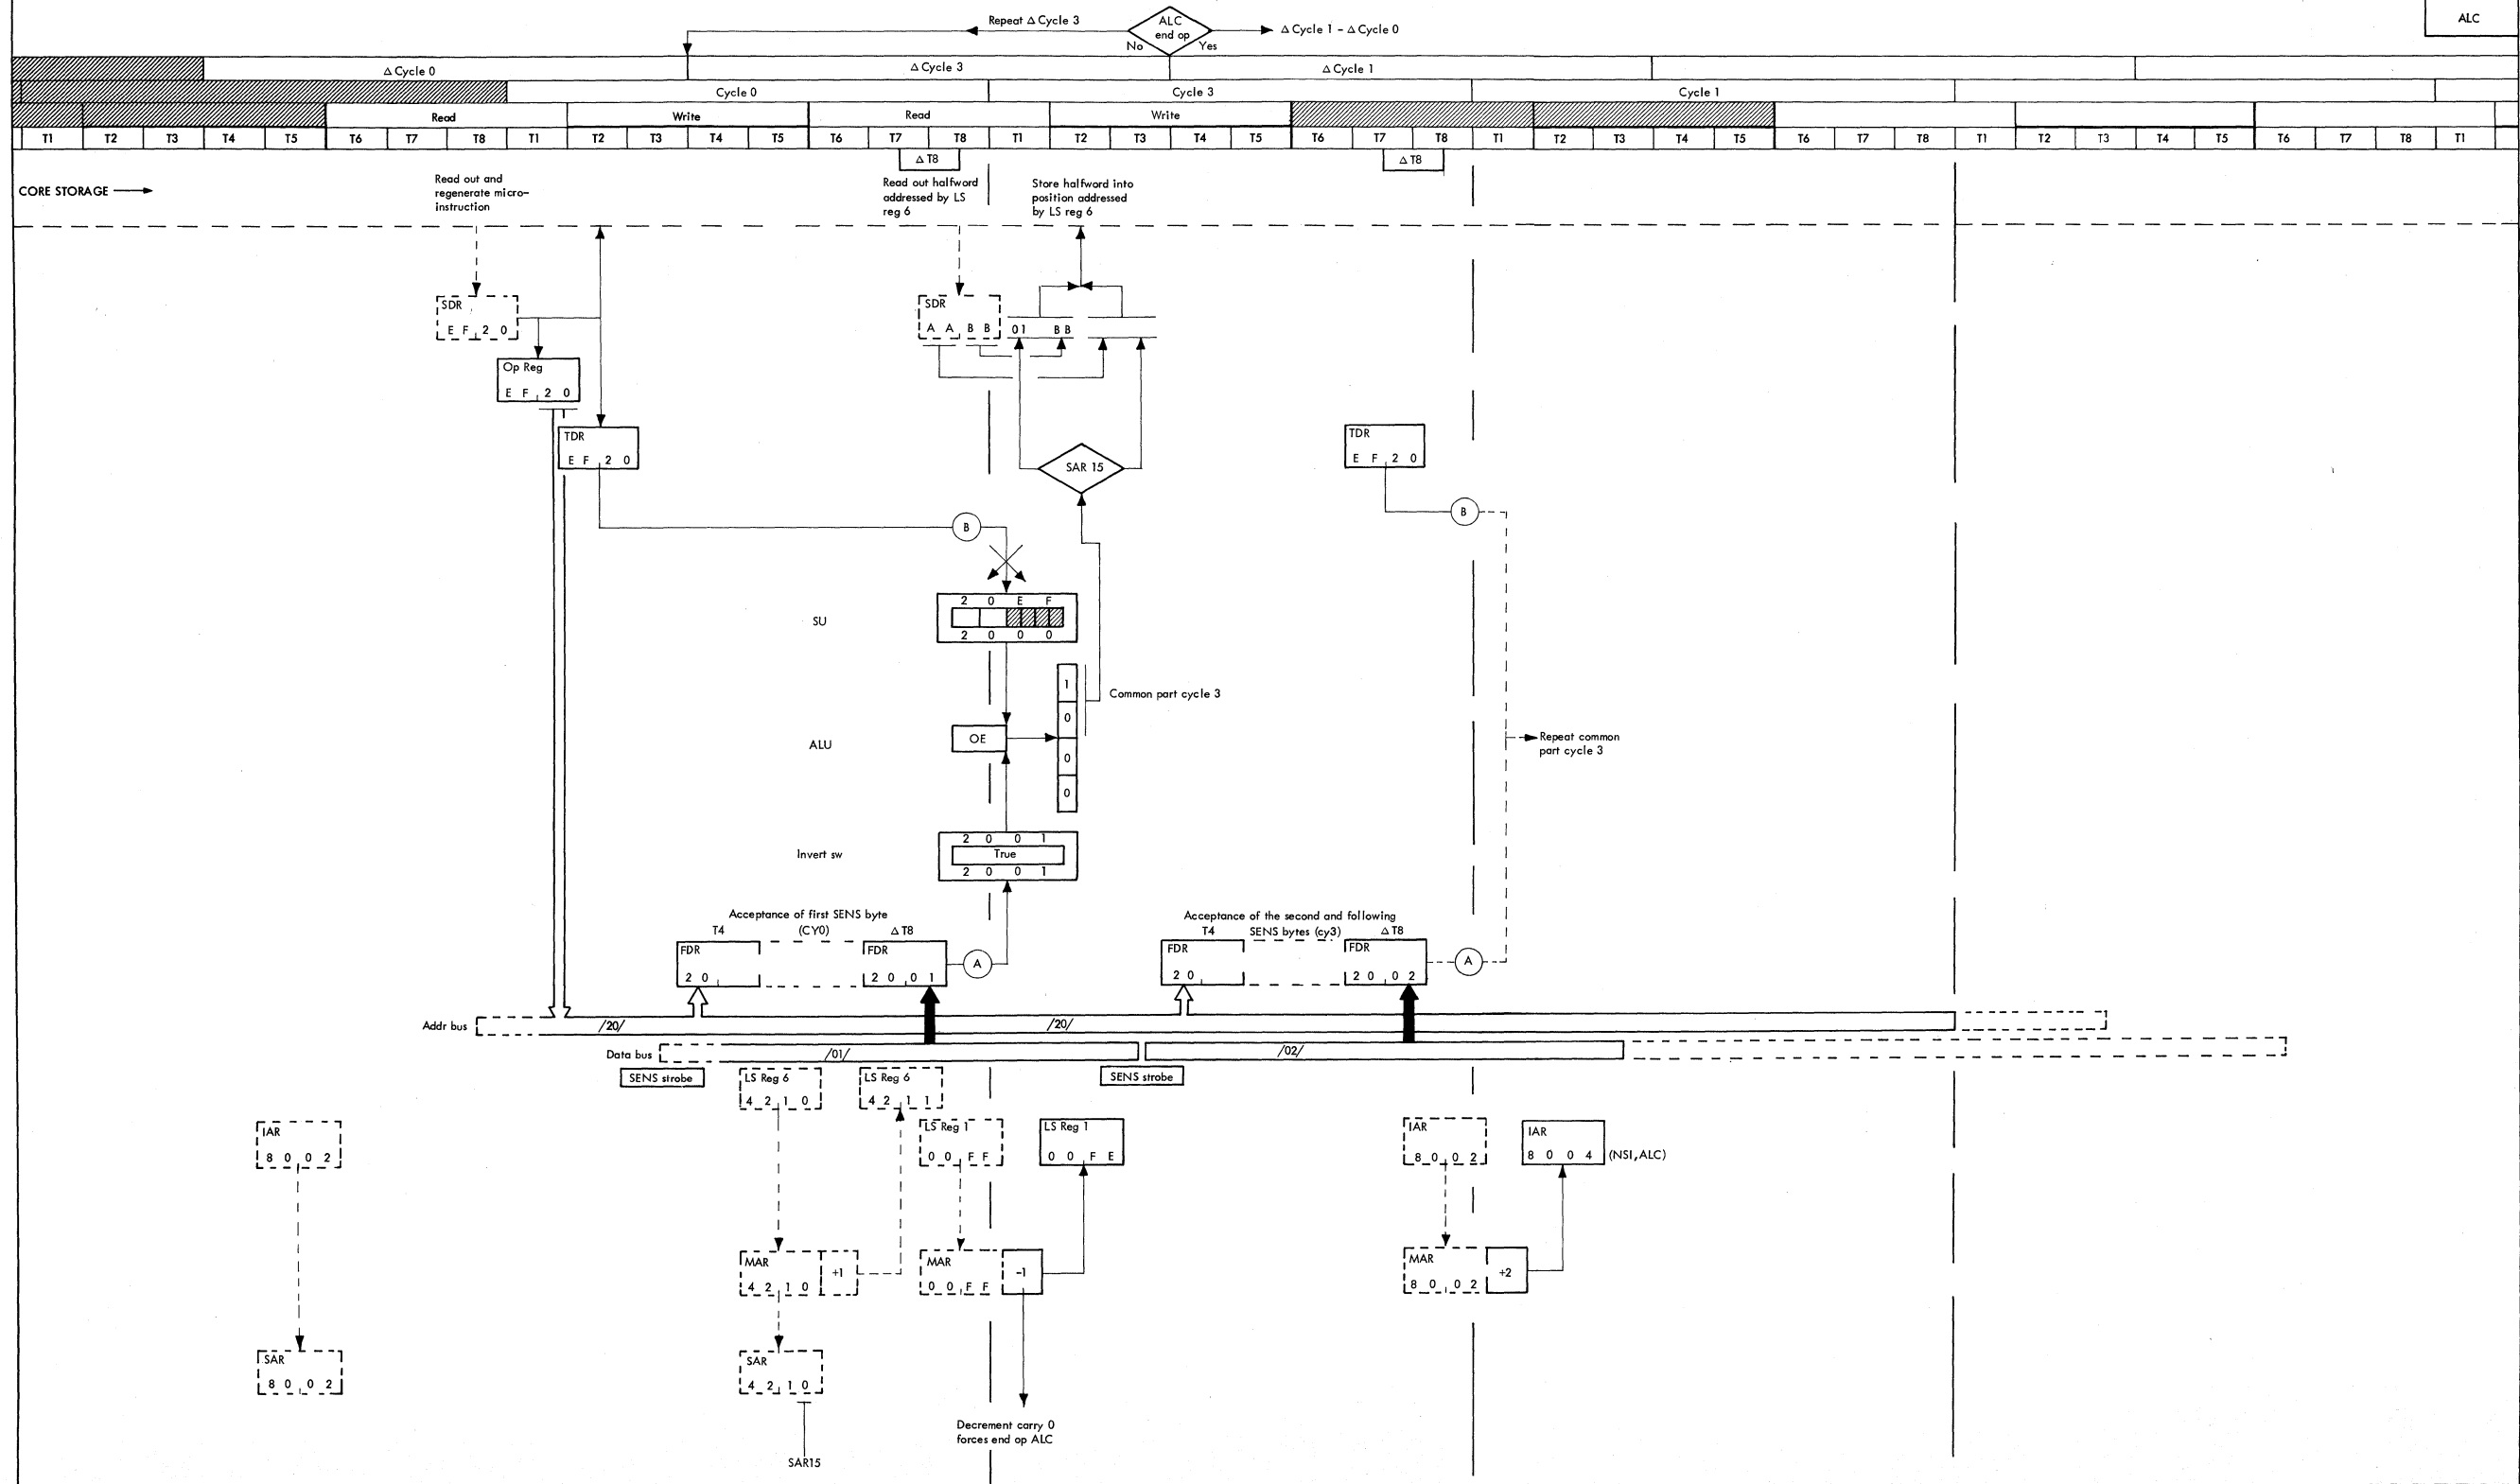 Repeat Δ Cycle 3
ALC
end op
No
Yes
Δ Cycle 1 – Δ Cycle 0
ALC
Δ Cycle 0
Δ Cycle 3
Δ Cycle 1
Cycle 0
Cycle 3
Cycle 1
Read
Write
Read
Write
T1 T2 T3 T4 T5 T6 T7 T8 T1 T2 T3 T4 T5 T6 T7 T8 T1 T2 T3 T4 T5 T6 T7 T8 T1 T2 T3 T4 T5 T6 T7 T8 T1 T2 T3 T4 T5 T6 T7 T8 T1
Δ T8
Δ T8
CORE STORAGE
Read out and
regenerate micro-
instruction
Read out halfword
addressed by LS
reg 6
Store halfword into
position addressed
by LS reg 6
SDR
E F 2 0
SDR
A A B B
01 BB
Op Reg
E F 2 0
TDR
E F 2 0
SAR 15
TDR
E F 2 0
B
B
2 0 E F
SU
2 0 0 0
1
0
0
0
Common part cycle 3
ALU
OE
Repeat common
part cycle 3
2 0 0 1
Invert sw
True
2 0 0 1
Acceptance of first SENS byte
T4 (CY0) Δ T8
Acceptance of the second and following
T4 SENS bytes (cy3) Δ T8
FDR
2 0
FDR
2 0 0 1
A
FDR
2 0
FDR
2 0 0 2
A
Addr bus
/20/
/20/
Data bus
/01/
/02/
SENS strobe
SENS strobe
LS Reg 6
4 2 1 0
LS Reg 6
4 2 1 1
LS Reg 1
0 0 F F
LS Reg 1
0 0 F E
IAR
8 0 0 2
IAR
8 0 0 2
IAR
8 0 0 4
(NSI,ALC)
MAR
4 2 1 0
+1
MAR
0 0 F F
-1
MAR
8 0 0 2
+2
SAR
8 0 0 2
SAR
4 2 1 0
Decrement carry 0
forces end op ALC
SAR15